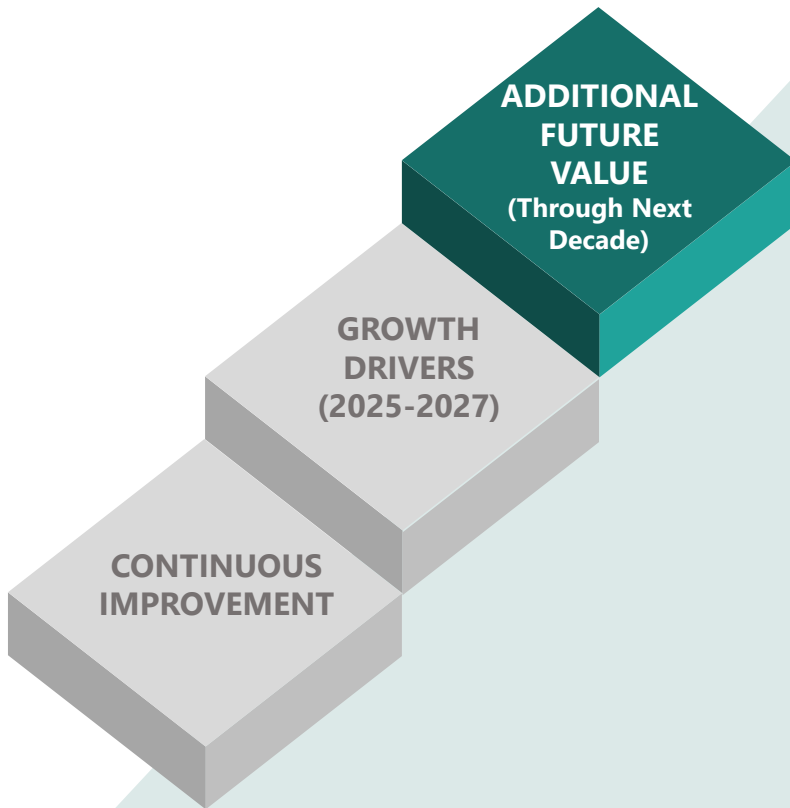 ADDITIONAL
FUTURE
VALUE
(Through Next
Decade)
GROWTH
DRIVERS
(2025-2027)
CONTINUOUS
IMPROVEMENT